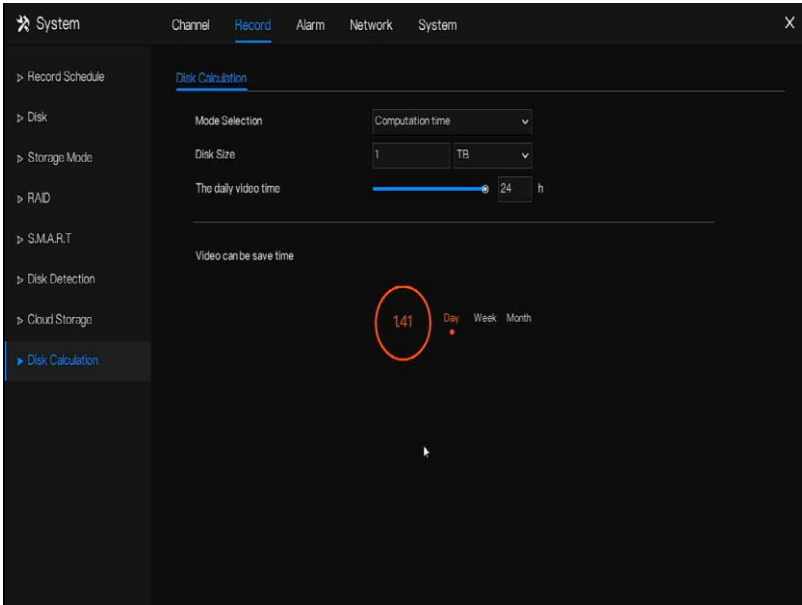 System Channel Record Alarm Network System X
Record Schedule
Disk
Storage Mode
RAID
S.M.A.R.T
Disk Detection
Cloud Storage
Disk Calculation
Disk Calculation
Mode Selection Computation time
Disk Size 1 TB
The daily video time 24 h
Video can be save time
1.41 Day Week Month